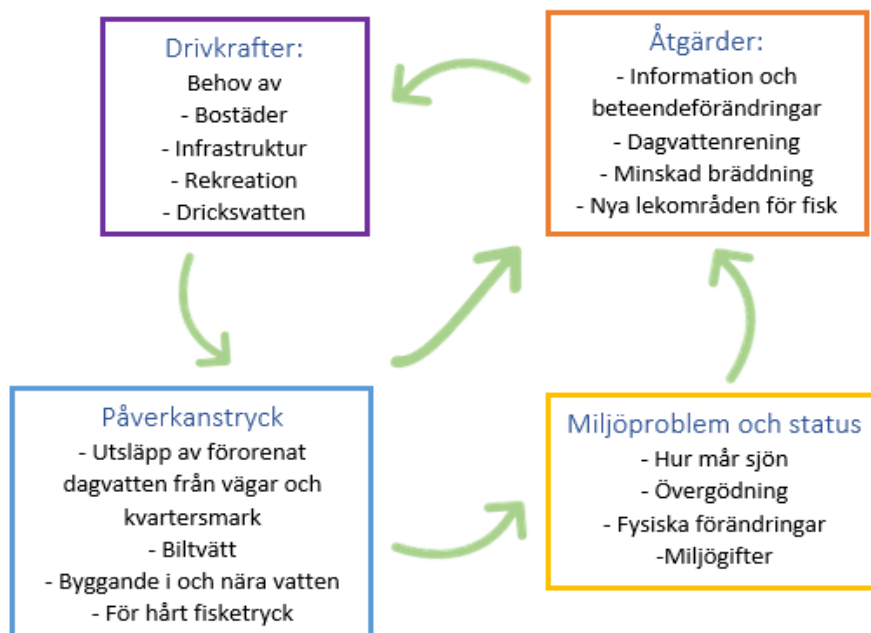 Drivkrafter:
Behov av
- Bostäder
- Infrastruktur
- Rekreation
- Dricksvatten
Åtgärder:
- Information och
beteendeförändringar
- Dagvattenrening
- Minskad bräddning
- Nya lekområden för fisk
Påverkanstryck
- Utsläpp av förorenat
dagvatten från vägar och
kvartersmark
- Biltvätt
- Byggande i och nära vatten
- För hårt fisketryck
Miljöproblem och status
- Hur mår sjön
- Övergödning
- Fysiska förändringar
-Miljögifter